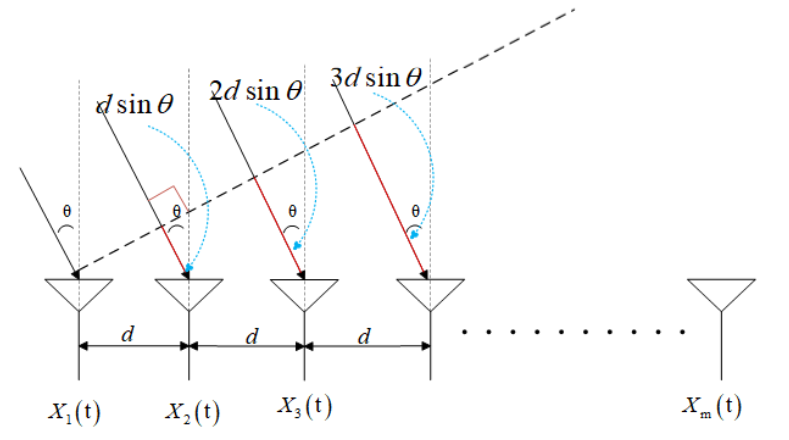 d sin θ 2d sin θ 3d sin θ
θ θ θ θ
d d d
X₁(t) X₂(t) X₃(t) Xₘ(t)